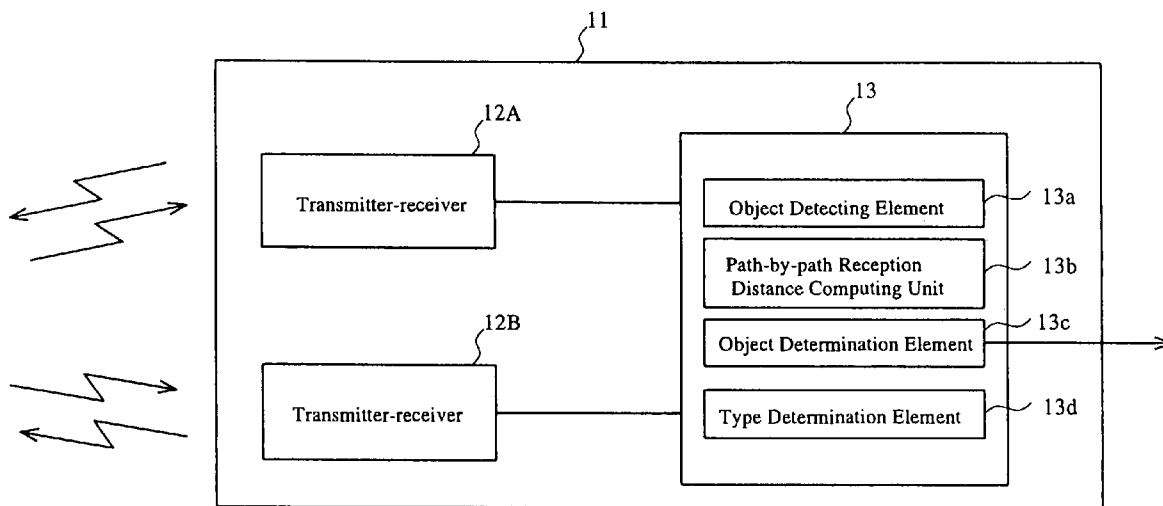 11
12A
13
Transmitter-receiver
Object Detecting Element
13a
Path-by-path Reception
Distance Computing Unit
13b
12B
Object Determination Element
13c
Transmitter-receiver
Type Determination Element
13d